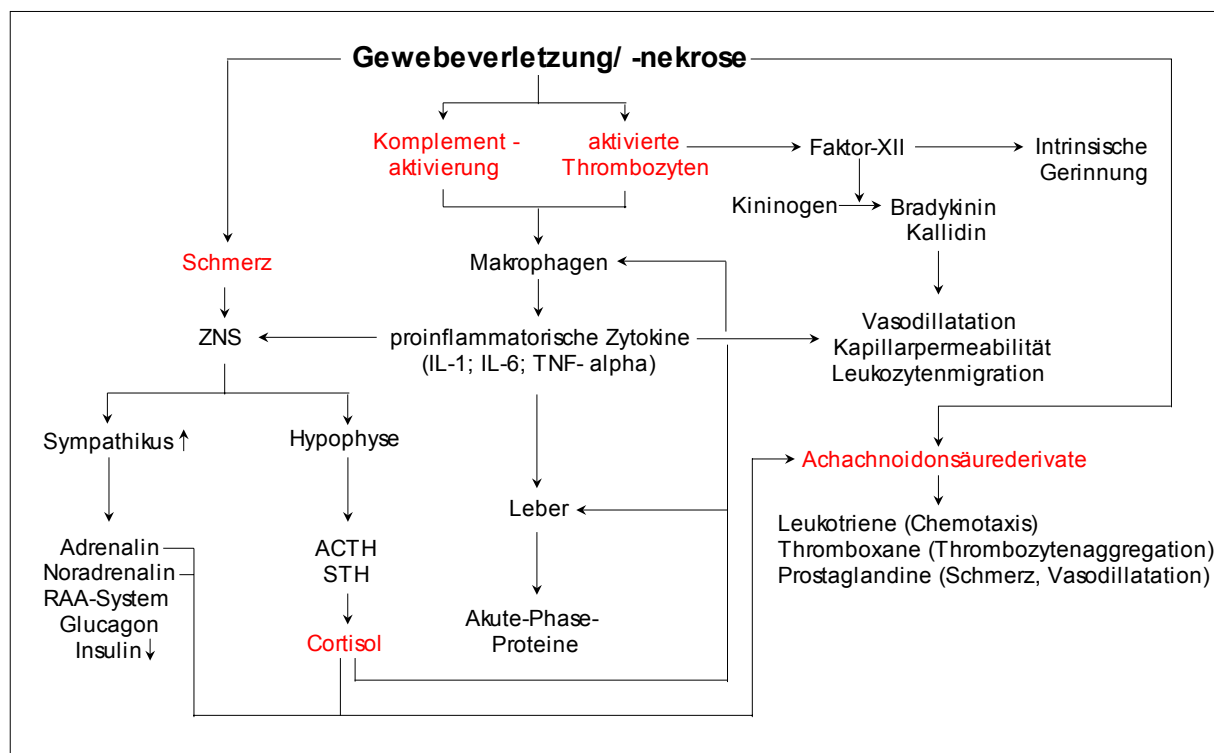 Gewebeverletzung/ -nekrose
Komplement -
aktivierung
aktivierte
Thrombozyten
Faktor-XII
Intrinsische
Gerinnung
Kininogen
Bradykinin
Kallidin
Schmerz
Makrophagen
ZNS
proinflammatorische Zytokine
(IL-1; IL-6; TNF- alpha)
Vasodillatation
Kapillarpermeabilität
Leukozytenmigration
Sympathikus
Hypophyse
Achachnoidonsäurederivate
Leber
Leukotriene (Chemotaxis)
Thromboxane (Thrombozytenaggregation)
Prostaglandine (Schmerz, Vasodillatation)
Adrenalin
Noradrenalin
RAA-System
Glucagon
Insulin
ACTH
STH
Cortisol
Akute-Phase-
Proteine